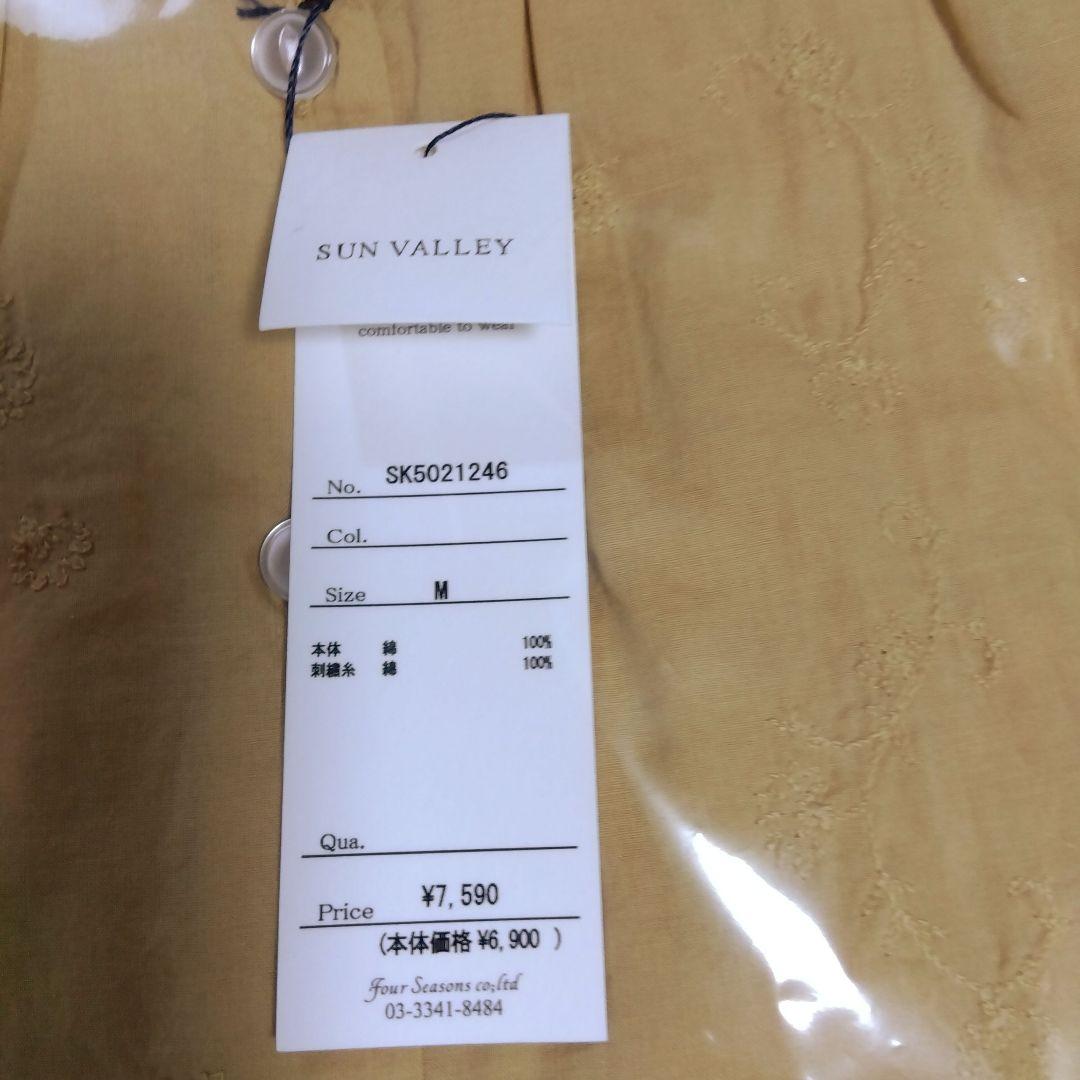 SUN VALLEY
comfortable to wear
No. SK5021246
Col.
Size M
本体 綿 100%
刺繍糸 綿 100%
Qua.
Price ¥7,590
(本体価格 ¥6,900 )
Four Seasons co;ltd
03-3341-8484